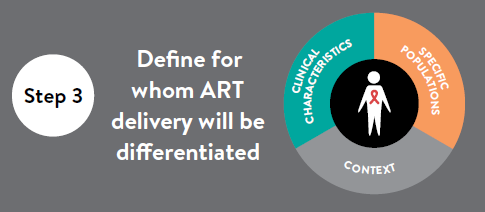 Step 3
Define for
whom ART
delivery will be
differentiated
CLINICAL
CHARACTERISTICS
SPECIFIC
POPULATIONS
CONTEXT